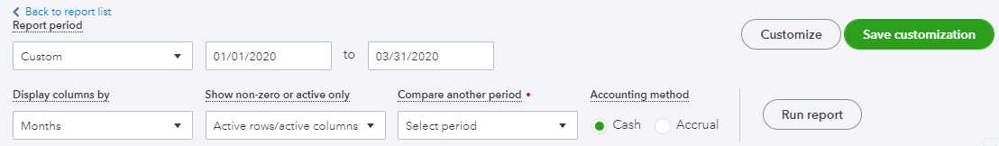 Back to report list
Report period
Customize
Save customization
Custom
01/01/2020
to
03/31/2020
Display columns by
Show non-zero or active only
Compare another period
Accounting method
Months
Active rows/active columns
Select period
Cash
Accrual
Run report